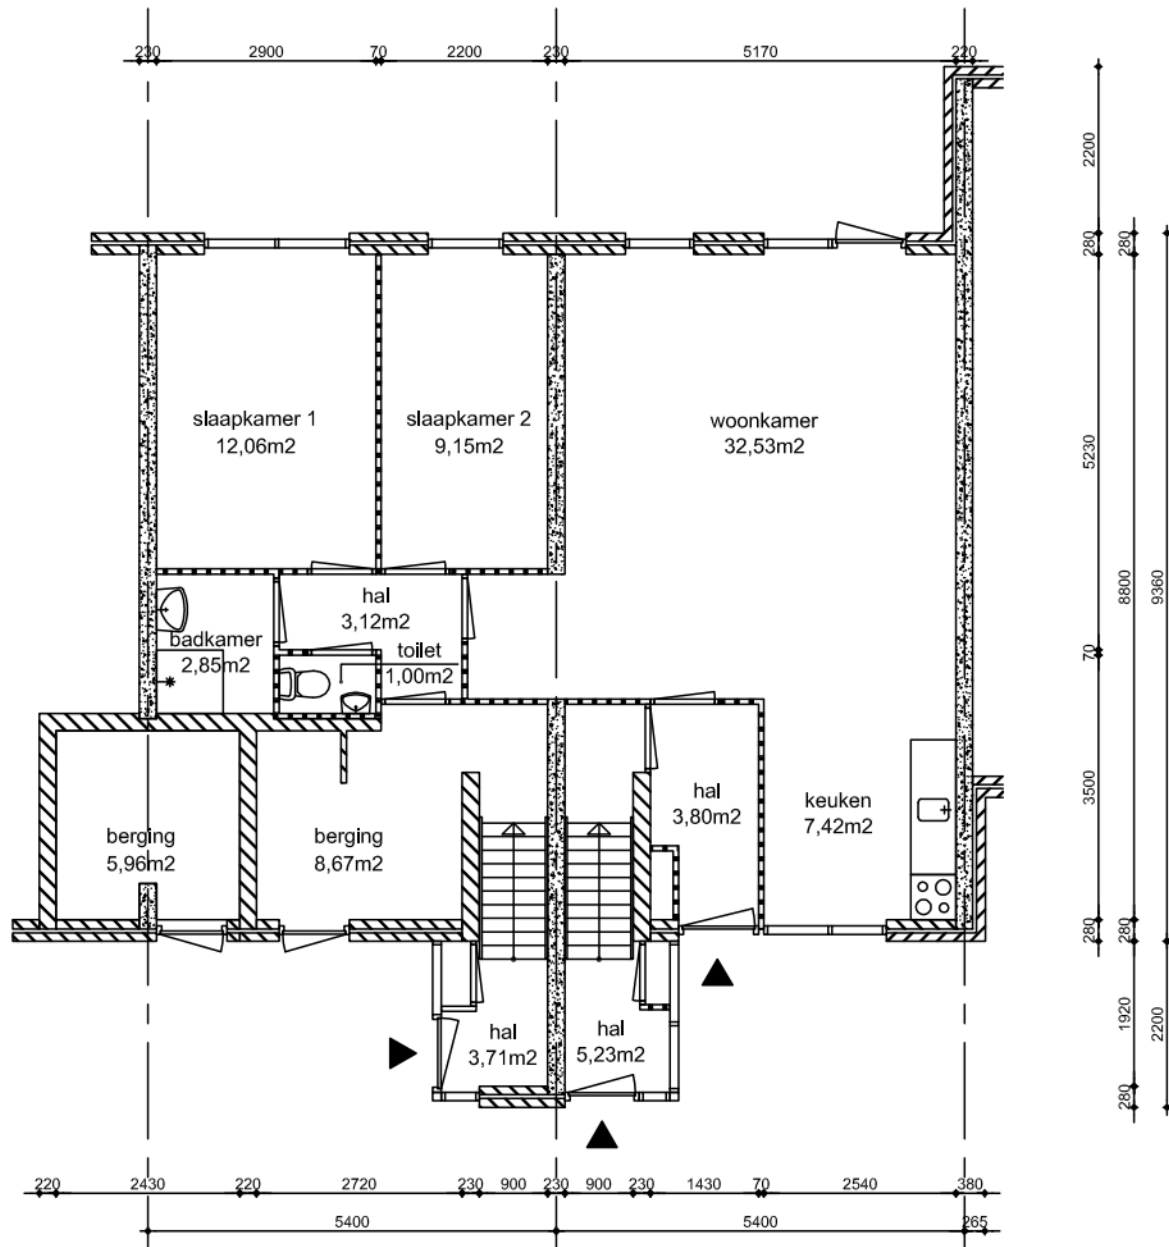 230 2900 70 2200 230 5170 220
2200
280 280
slaapkamer 1
12,06m2
slaapkamer 2
9,15m2
woonkamer
32,53m2
5230
8800
9360
hal
3,12m2
badkamer
2,85m2
toilet
1,00m2
70
hal
3,80m2
keuken
7,42m2
3500
berging
5,96m2
berging
8,67m2
280 280
hal
3,71m2
hal
5,23m2
1920
2200
280
220 2430 220 2720 230 900 230 900 230 1430 70 2540 380
5400 5400 265